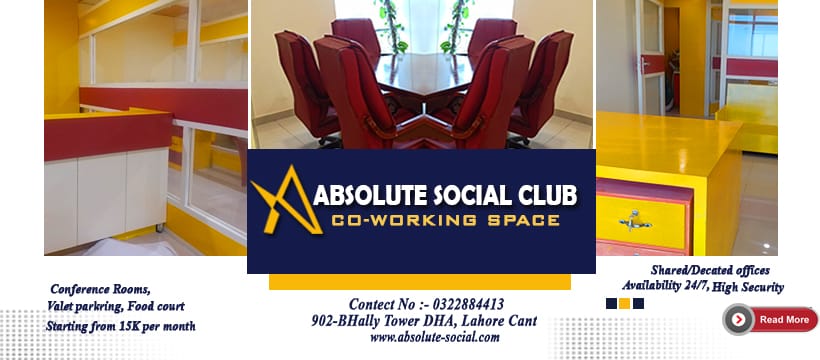 ABSOLUTE SOCIAL CLUB
CO-WORKING SPACE
Conference Rooms,
Valet parkring, Food court
Starting from 15K per month
Contect No :- 0322884413
902-BHally Tower DHA, Lahore Cant
www.absolute-social.com
Shared/Decated offices
Availability 24/7, High Security
Read More